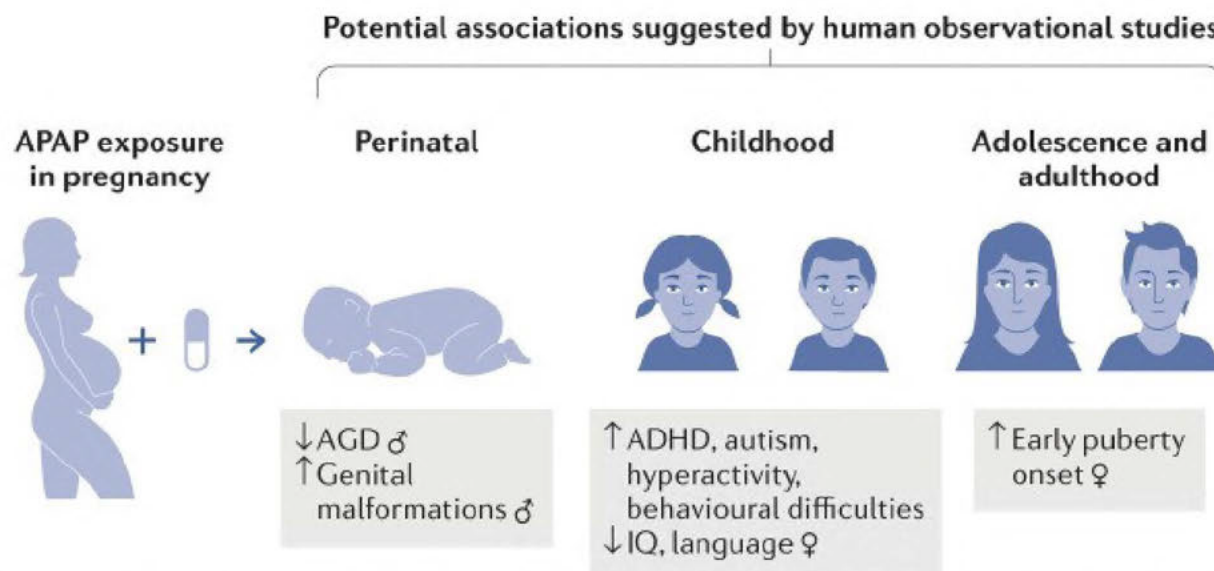 Potential associations suggested by human observational studies
APAP exposure
in pregnancy
Perinatal
Childhood
Adolescence and
adulthood
+
→
↓ AGD ♂
↑ Genital
malformations ♂
↑ ADHD, autism,
hyperactivity,
behavioural difficulties
↓ IQ, language ♀
↑ Early puberty
onset ♀